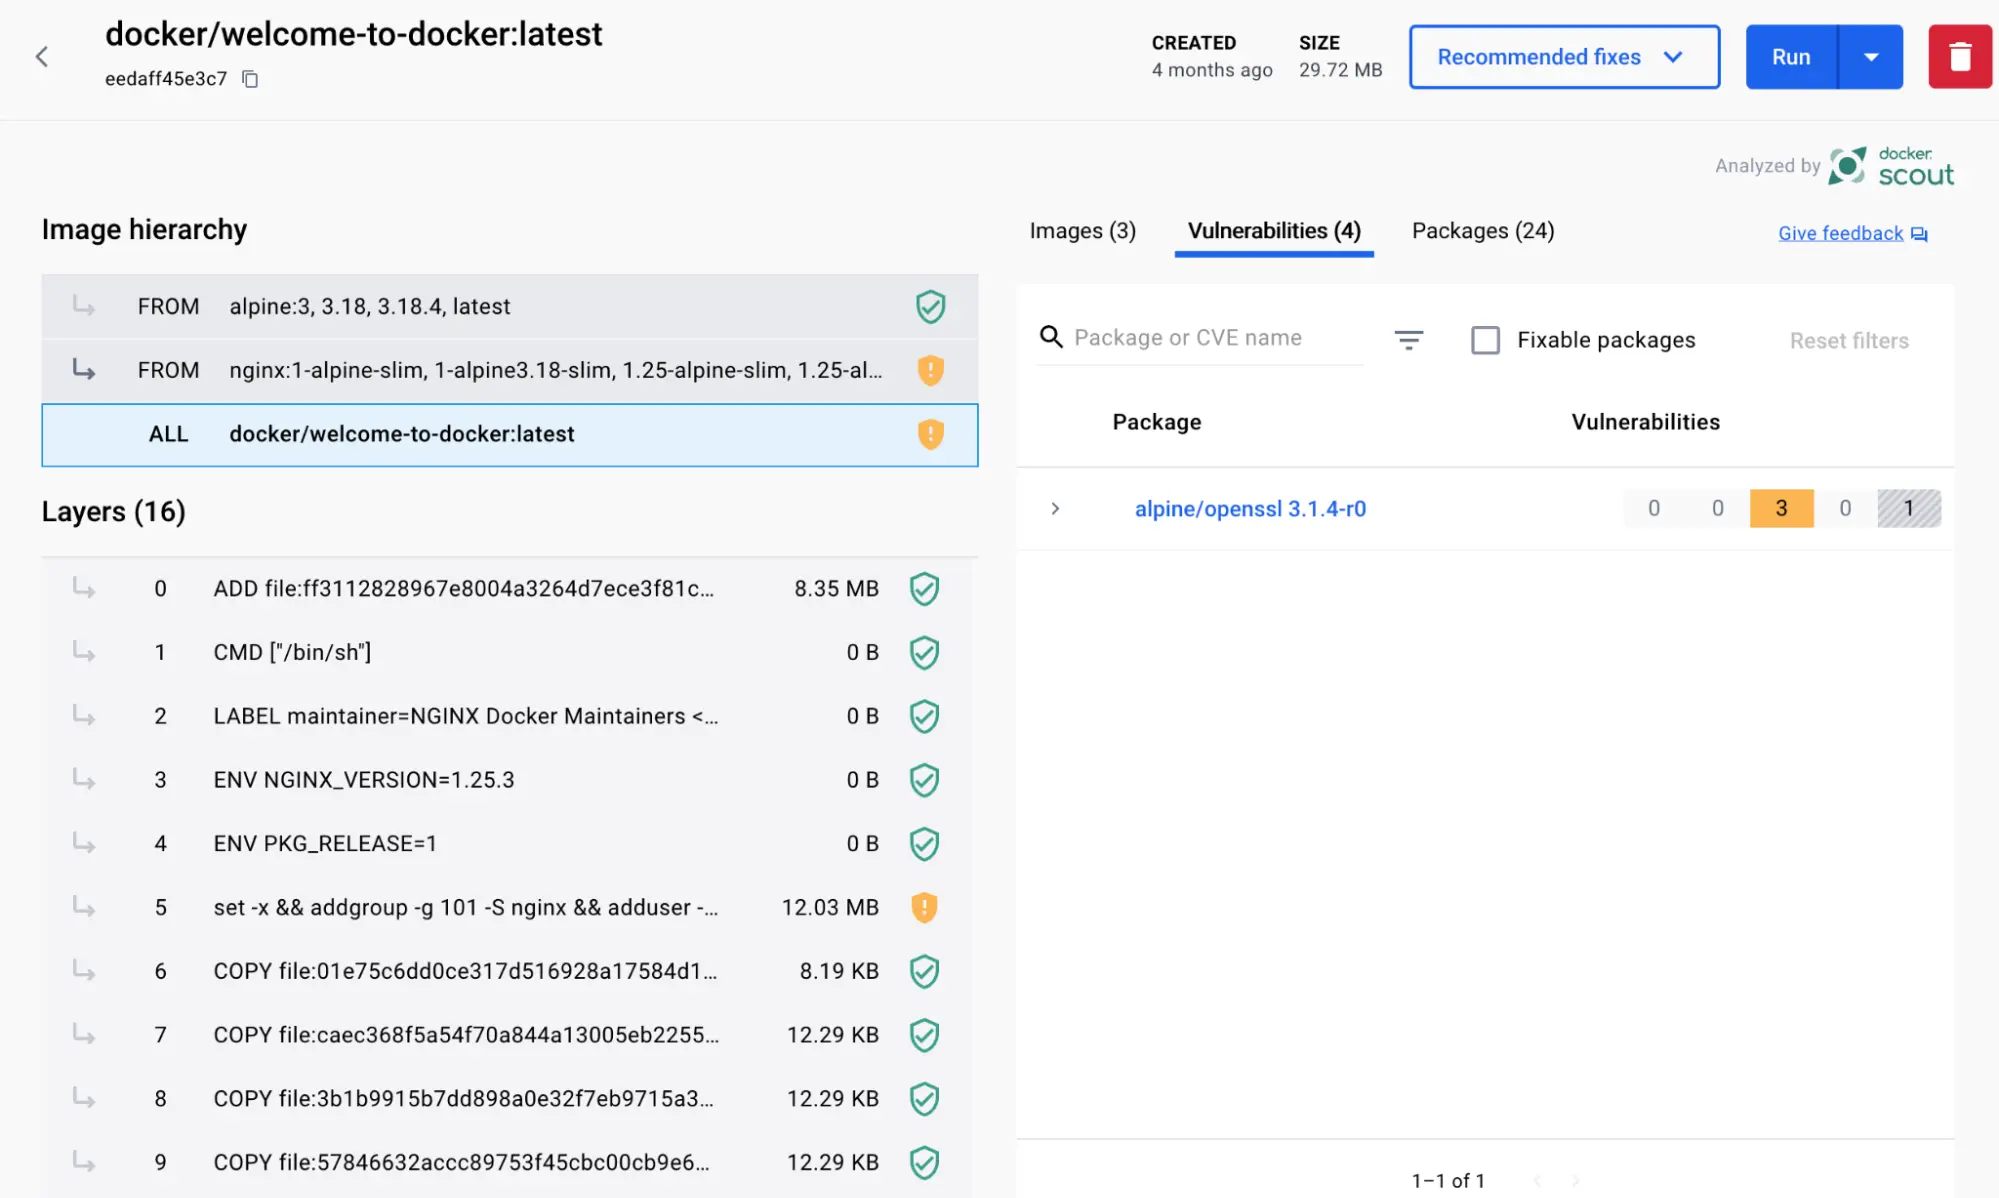 docker/welcome-to-docker:latest
eedaff45e3c7
CREATED
4 months ago
SIZE
29.72 MB
Recommended fixes
Run
Analyzed by docker scout
Image hierarchy
FROM alpine:3, 3.18, 3.18.4, latest
FROM nginx:1-alpine-slim, 1-alpine3.18-slim, 1.25-alpine-slim, 1.25-al...
ALL docker/welcome-to-docker:latest
Layers (16)
0 ADD file:ff3112828967e8004a3264d7ece3f81c... 8.35 MB
1 CMD ["/bin/sh"] 0 B
2 LABEL maintainer=NGINX Docker Maintainers <... 0 B
3 ENV NGINX_VERSION=1.25.3 0 B
4 ENV PKG_RELEASE=1 0 B
5 set -x && addgroup -g 101 -S nginx && adduser -... 12.03 MB
6 COPY file:01e75c6dd0ce317d516928a17584d1... 8.19 KB
7 COPY file:caec368f5a54f70a844a13005eb2255... 12.29 KB
8 COPY file:3b1b9915b7dd898a0e32f7eb9715a3... 12.29 KB
9 COPY file:57846632accc89753f45cbc00cb9e6... 12.29 KB
Images (3)
Vulnerabilities (4)
Packages (24)
Give feedback
Package or CVE name
Fixable packages
Reset filters
Package Vulnerabilities
alpine/openssl 3.1.4-r0 0 0 3 0 1
1–1 of 1